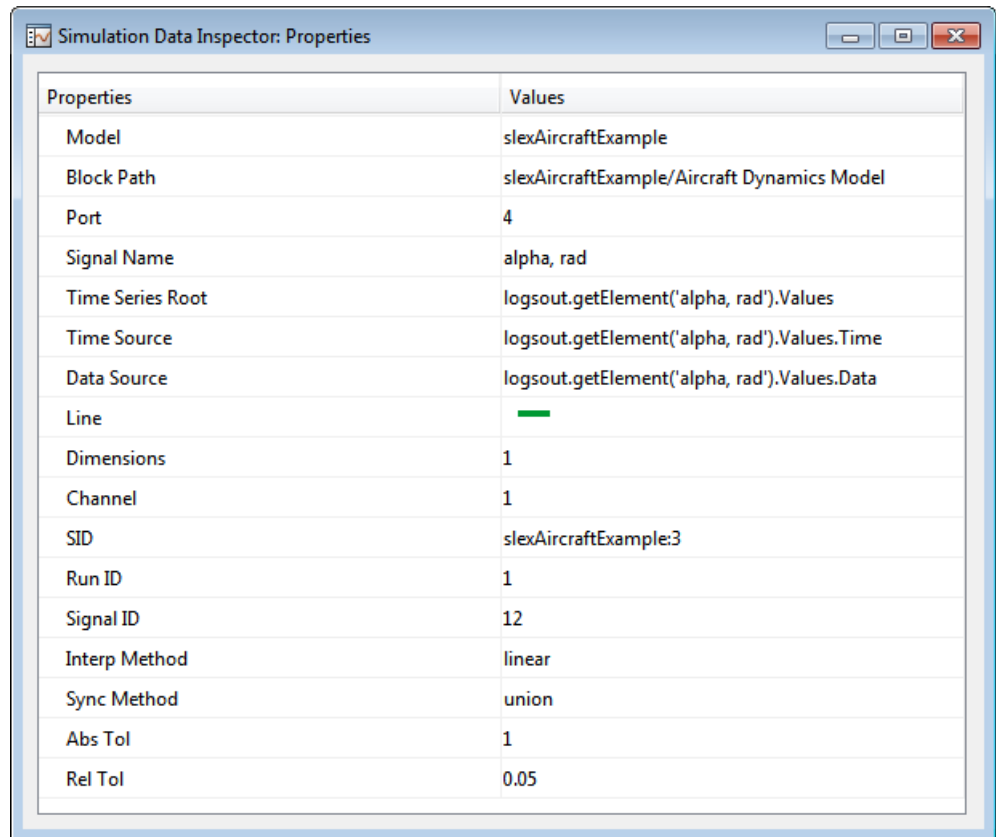 Simulation Data Inspector: Properties
Properties Values
Model slexAircraftExample
Block Path slexAircraftExample/Aircraft Dynamics Model
Port 4
Signal Name alpha, rad
Time Series Root logsout.getElement('alpha, rad').Values
Time Source logsout.getElement('alpha, rad').Values.Time
Data Source logsout.getElement('alpha, rad').Values.Data
Line
Dimensions 1
Channel 1
SID slexAircraftExample:3
Run ID 1
Signal ID 12
Interp Method linear
Sync Method union
Abs Tol 1
Rel Tol 0.05